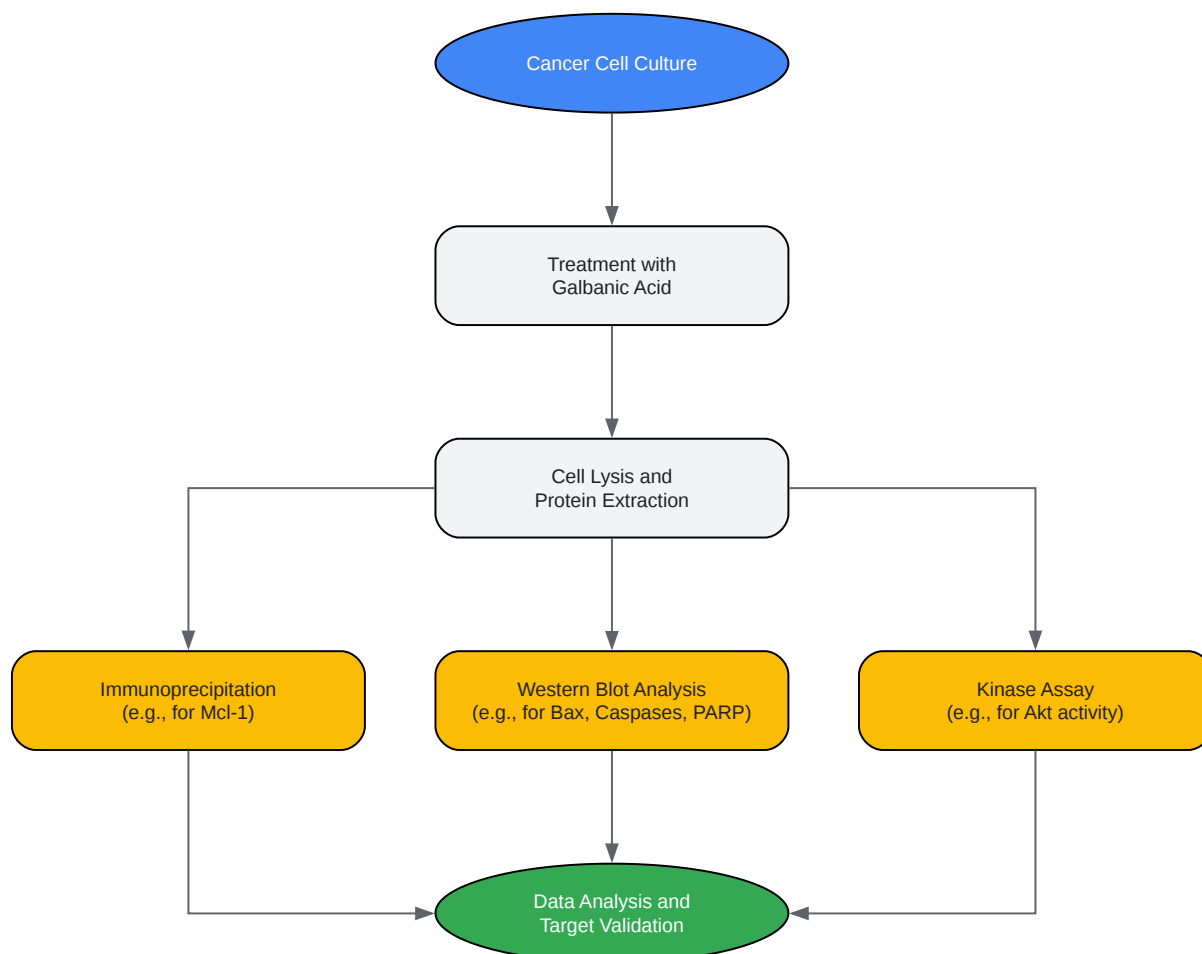 Cancer Cell Culture
Treatment with
Galbanic Acid
Cell Lysis and
Protein Extraction
Immunoprecipitation
(e.g., for Mcl-1)
Western Blot Analysis
(e.g., for Bax, Caspases, PARP)
Kinase Assay
(e.g., for Akt activity)
Data Analysis and
Target Validation